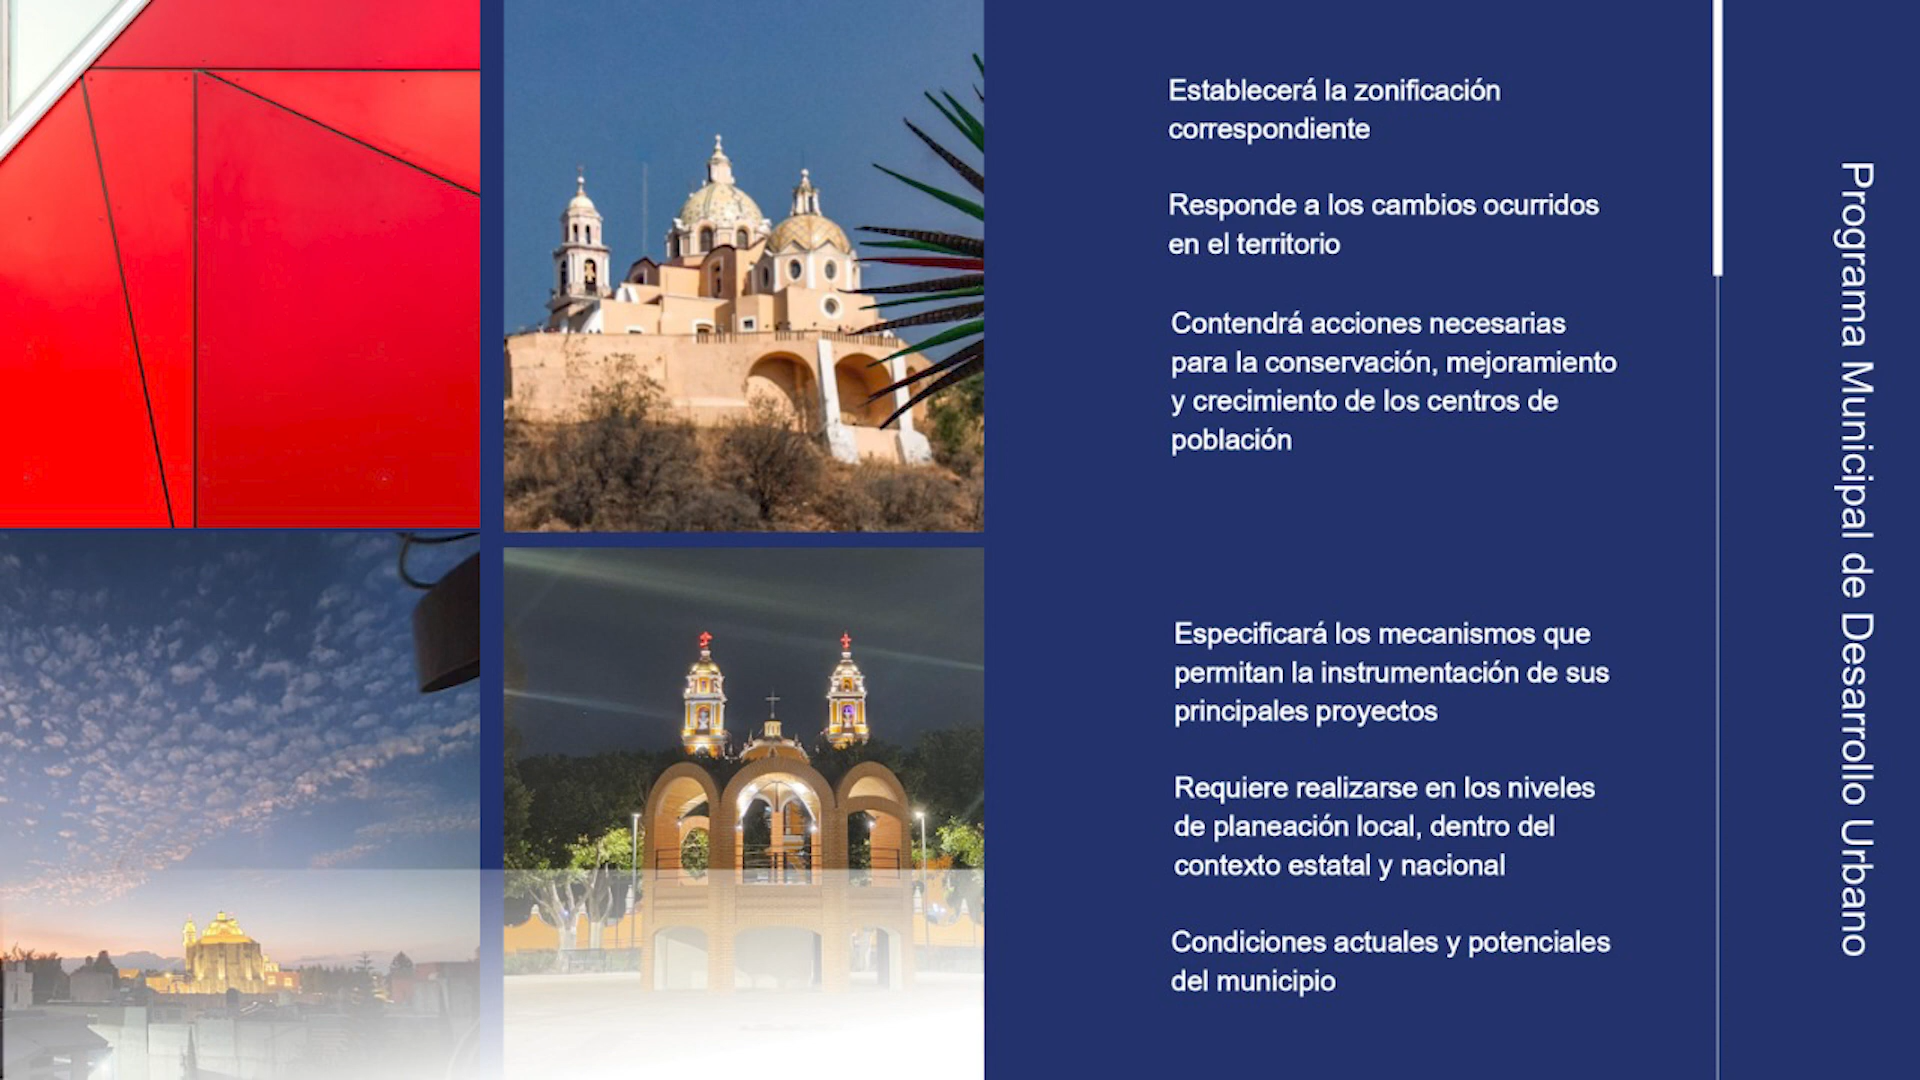 Establecerá la zonificación
correspondiente
Responde a los cambios ocurridos
en el territorio
Contendrá acciones necesarias
para la conservación, mejoramiento
y crecimiento de los centros de
población
Especificará los mecanismos que
permitan la instrumentación de sus
principales proyectos
Requiere realizarse en los niveles
de planeación local, dentro del
contexto estatal y nacional
Condiciones actuales y potenciales
del municipio
Programa Municipal de Desarrollo Urbano